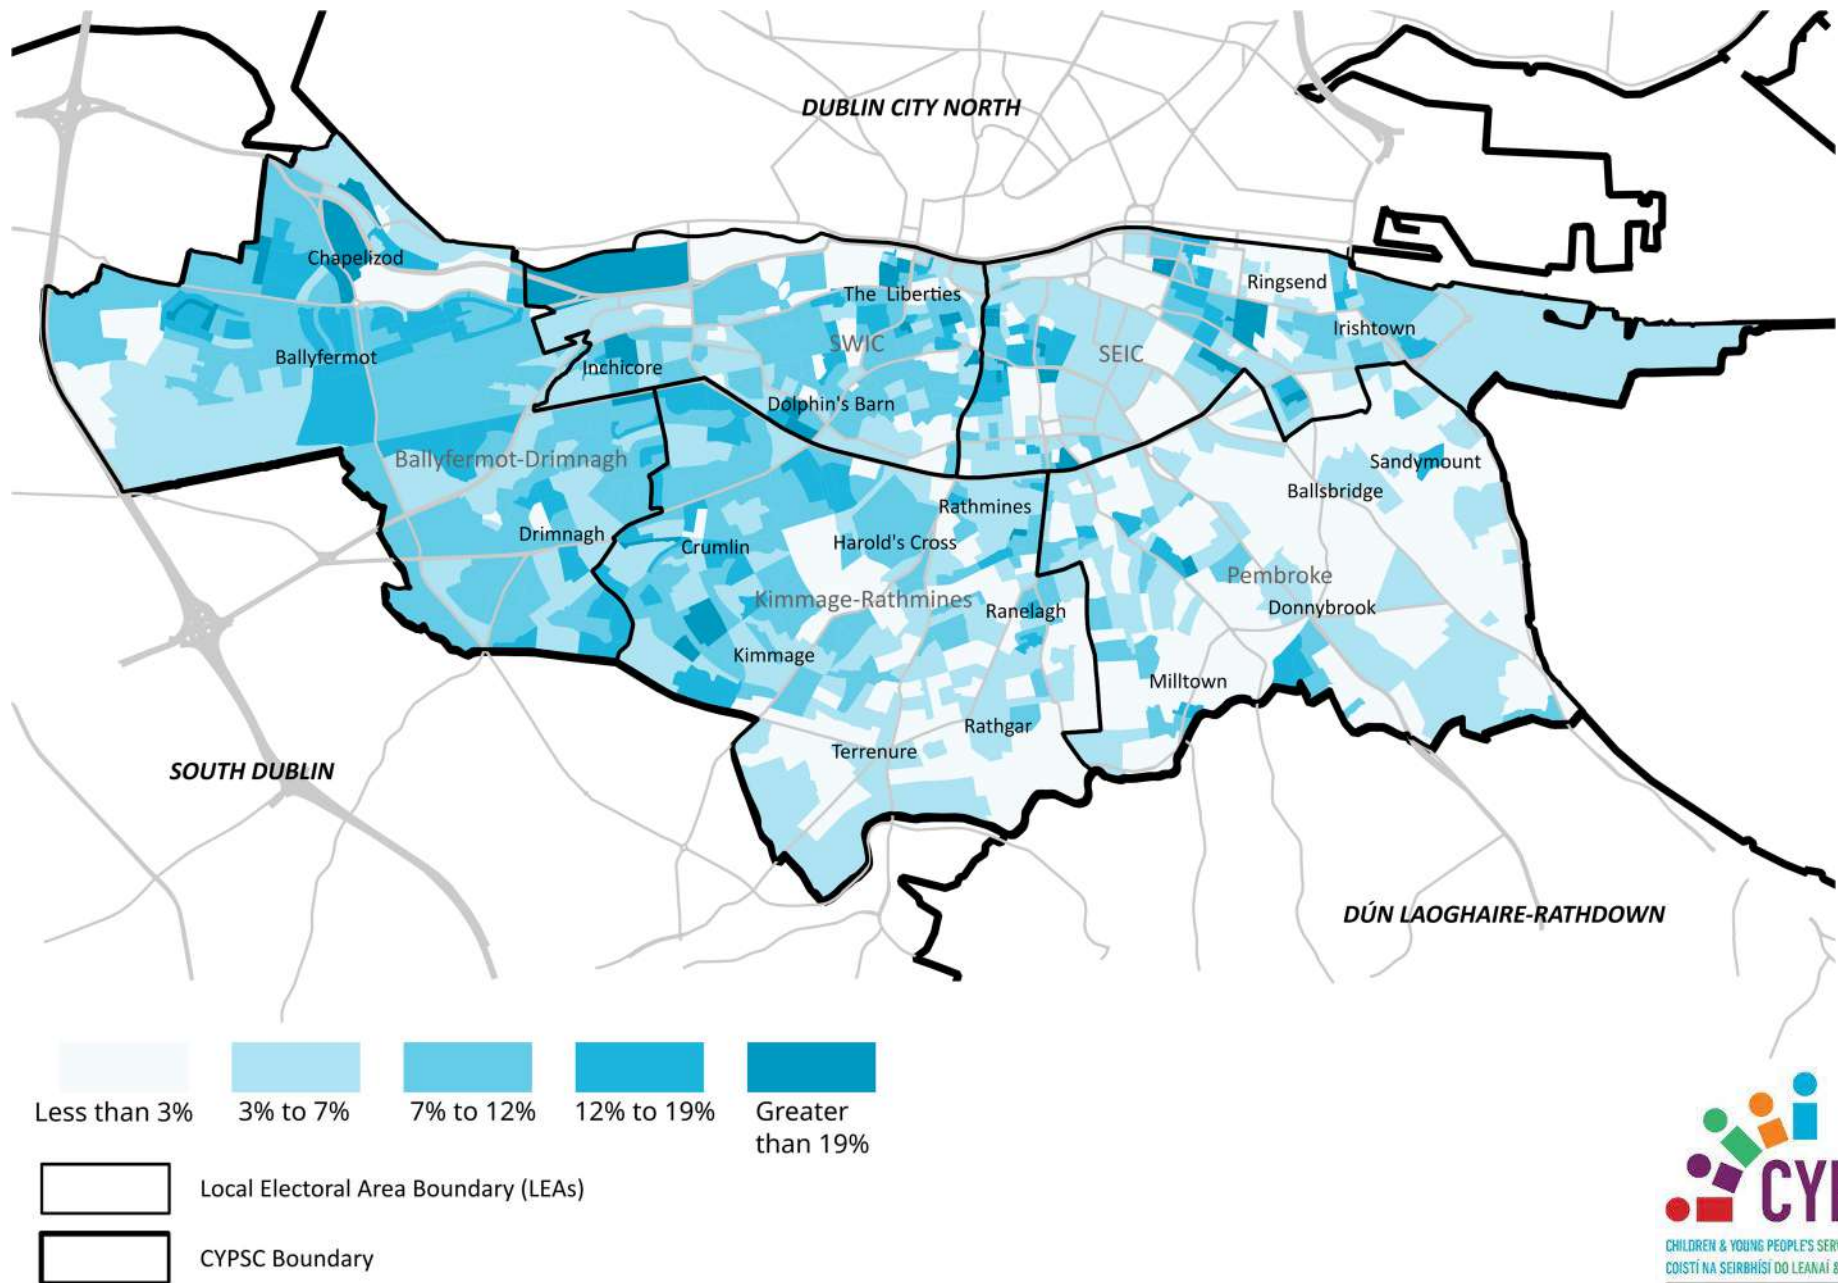 DUBLIN CITY NORTH
Chapelizod
Ringsend
The Liberties
Irishtown
SWIC
SEIC
Ballyfermot
Inchicore
Dolphin's Barn
Ballyfermot-Drimnagh
Sandymount
Ballsbridge
Rathmines
Drimnagh
Crumlin
Harold's Cross
Pembroke
Kimmage-Rathmines
Ranelagh
Donnybrook
Kimmage
Milltown
Rathgar
Terrenure
SOUTH DUBLIN
DÚN LAOGHAIRE-RATHDOWN
Less than 3%
3% to 7%
7% to 12%
12% to 19%
Greater
than 19%
Local Electoral Area Boundary (LEAs)
CYPSC Boundary
CHILDREN & YOUNG PEOPLE'S
COISTÍ NA SEIRBHÍSÍ DO LEANAÍ